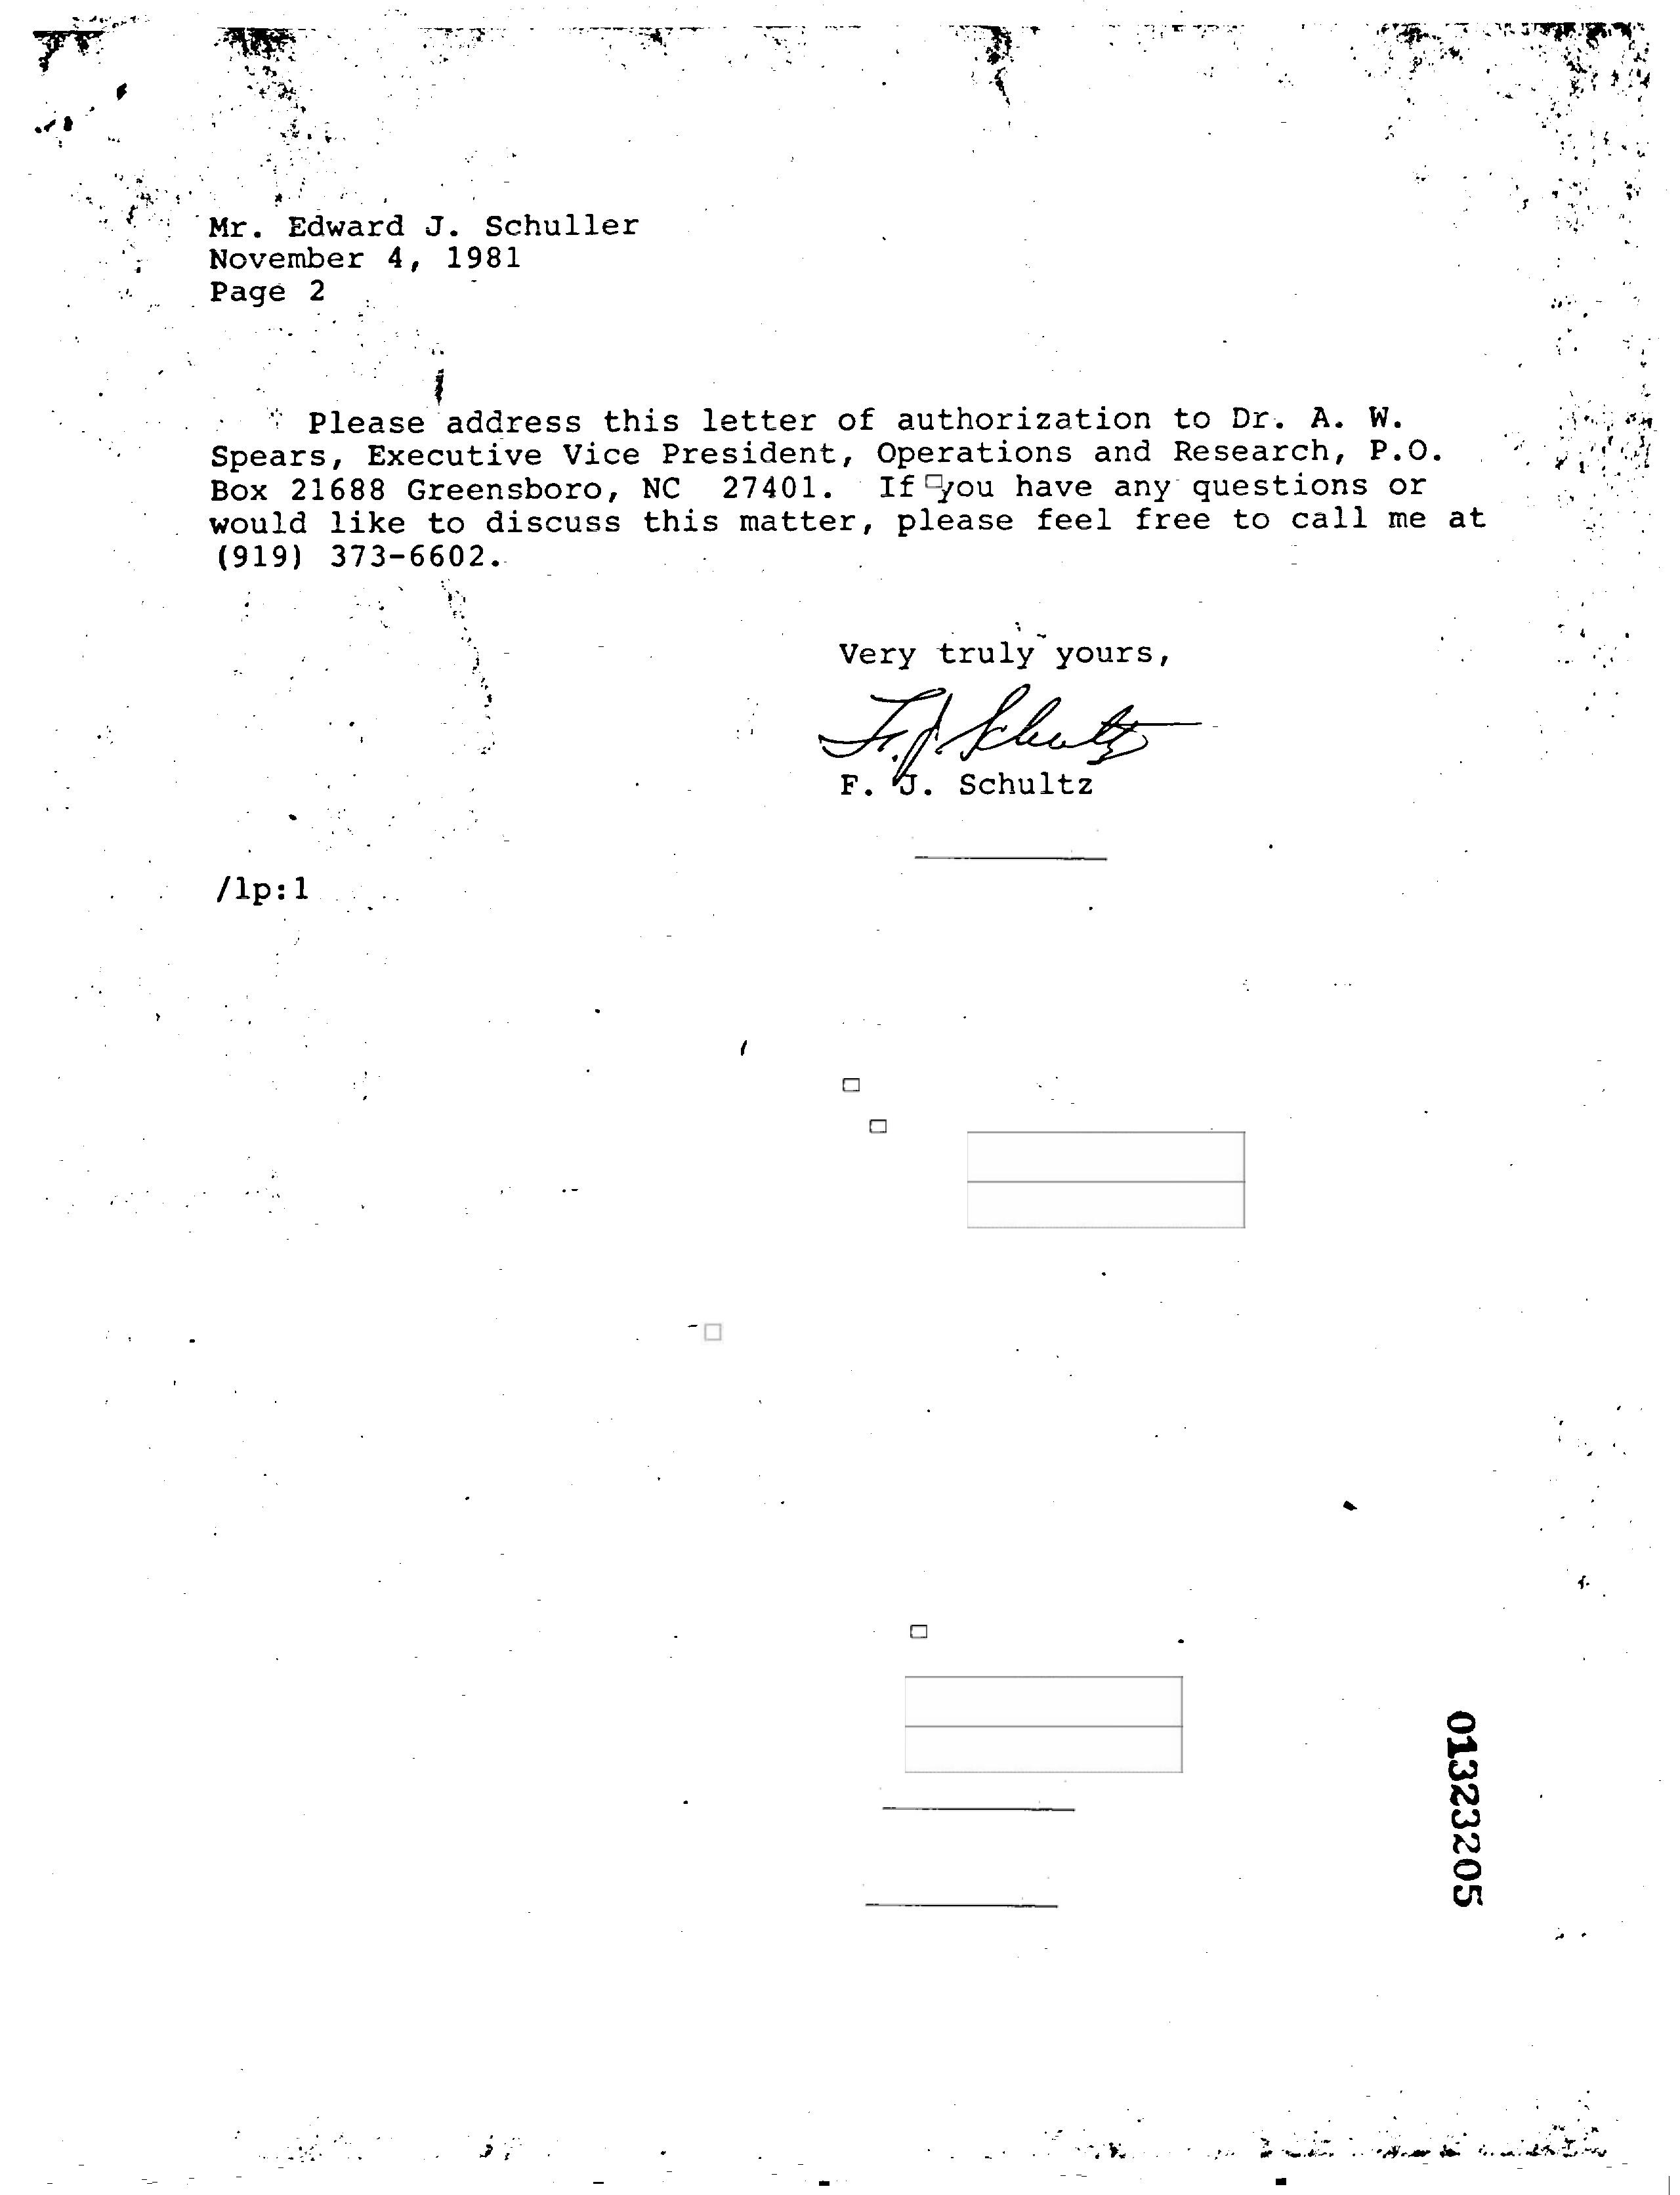 Mr. Edward J. Schuller
November 4, 1981
Page 2
Please address this letter of authorization to Dr. A. W.
Spears, Executive Vice President, Operations and Research, P.O.
Box 21688 Greensboro, NC 27401. If you have any questions or
would like to discuss this matter, please feel free to call me at
(919) 373-6602.
Very truly yours,
F. J. Schultz
F. J. Schultz
/lp:1
01323205